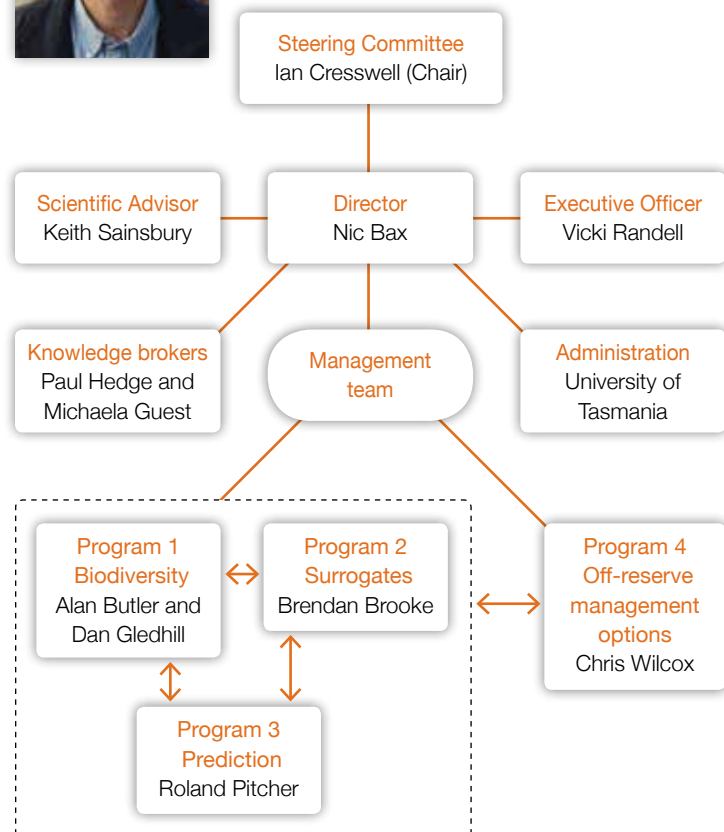 Steering Committee
Ian Cresswell (Chair)
Scientific Advisor
Keith Sainsbury
Director
Nic Bax
Executive Officer
Vicki Randell
Knowledge brokers
Paul Hedge and
Michaela Guest
Management
team
Administration
University of
Tasmania
Program 1
Biodiversity
Alan Butler and
Dan Gledhill
Program 2
Surrogates
Brendan Brooke
Program 3
Prediction
Roland Pitcher
Program 4
Off-reserve
management
options
Chris Wilcox